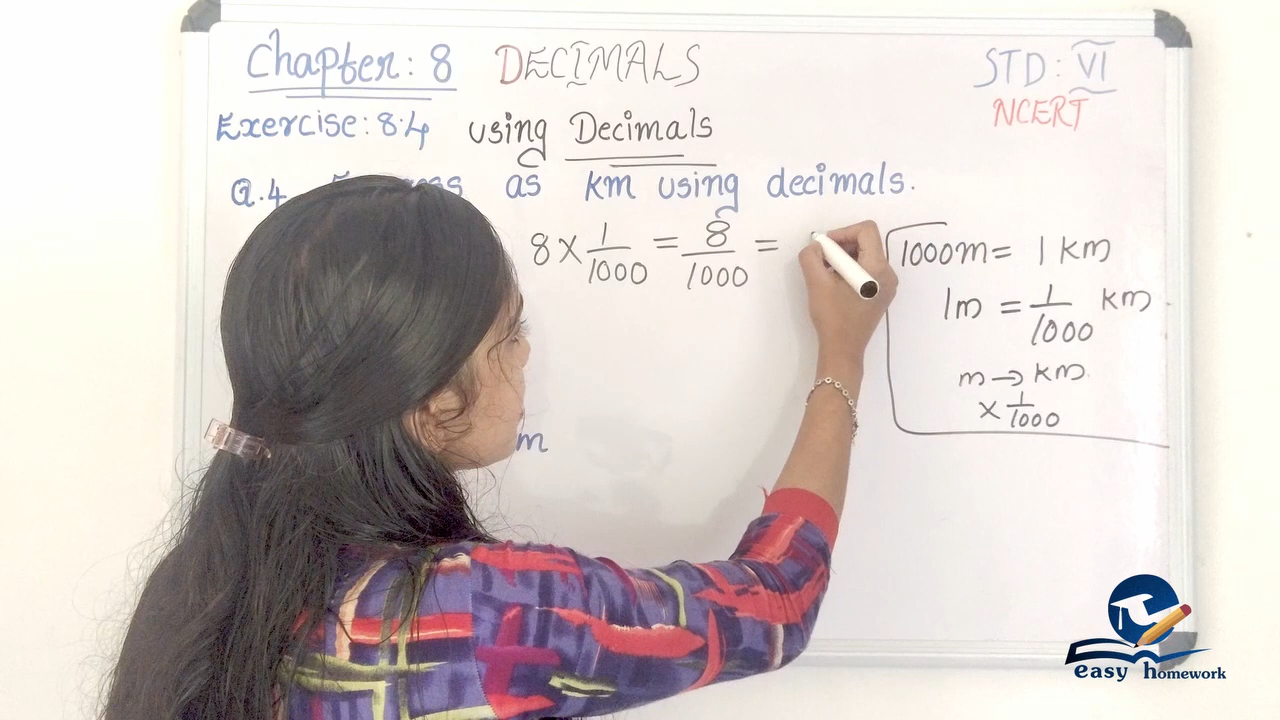 Chapter: 8 DECIMALS
STD: VI
NCERT
Exercise: 8.4 using Decimals
Q.4 as km using decimals.
8 × 1/1000 = 8/1000 =
1000m = 1 km
1m = 1/1000 km
m → km
× 1/1000
m
easy homework